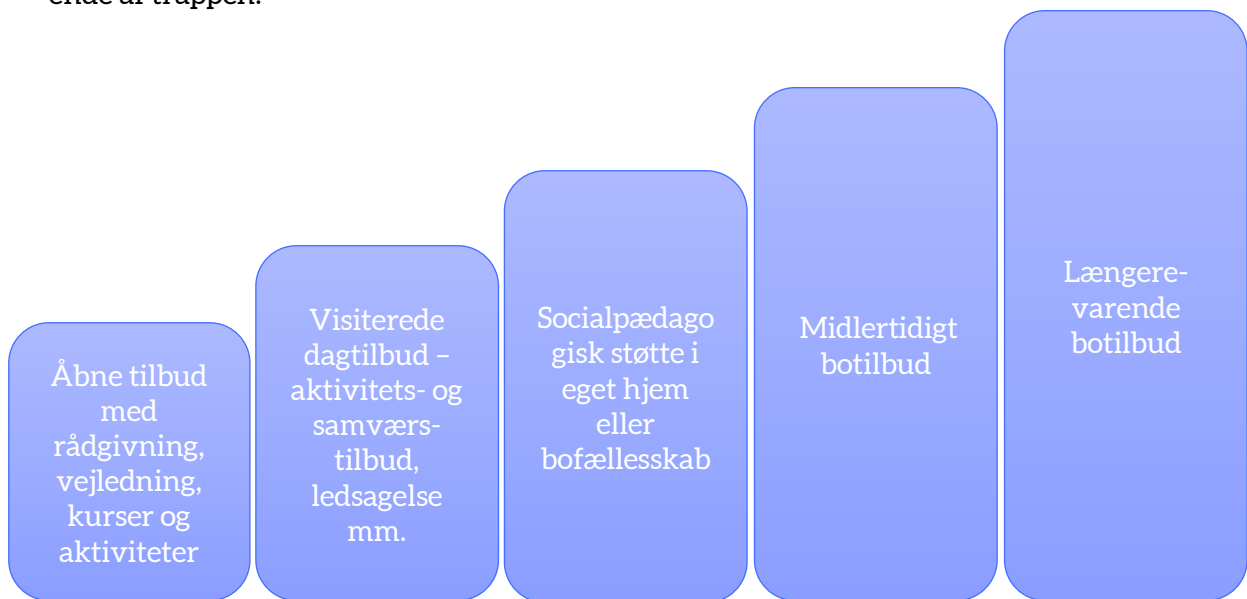 ende af trappen.
Åbne tilbud
med
rådgivning,
vejledning,
kurser og
aktiviteter
Visiterede
dagtilbud –
aktivitets- og
samværs-
tilbud,
ledsagelse
mm.
Socialpædago
gisk støtte i
eget hjem
eller
bofællesskab
Midlertidigt
botilbud
Længere-
varende
botilbud